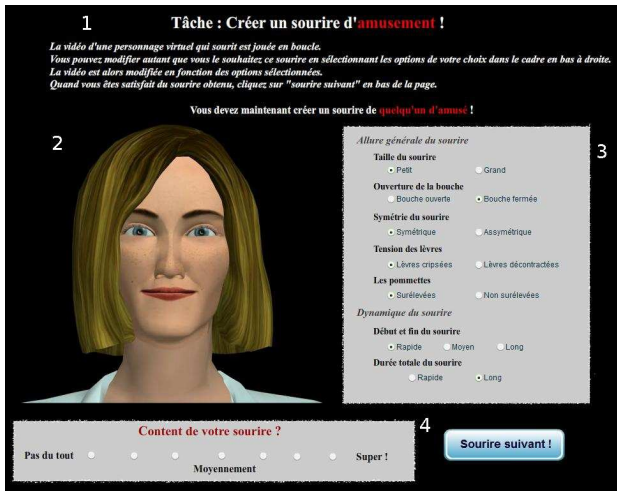 1
Tâche : Créer un sourire d'amusement !
La vidéo d'une personnage virtuel qui sourit est jouée en boucle.
Vous pouvez modifier autant que vous le souhaitez ce sourire en sélectionnant les options de votre choix dans le cadre en bas à droite.
La vidéo est alors modifiée en fonction des options sélectionnées.
Quand vous êtes satisfait du sourire obtenu, cliquez sur "sourire suivant" en bas de la page.
Vous devez maintenant créer un sourire de quelqu'un d'amusé !
2
3
Allure générale du sourire
Taille du sourire
Petit Grand
Ouverture de la bouche
Bouche ouverte Bouche fermée
Symétrie du sourire
Symétrique Assymétrique
Tension des lèvres
Lèvres cripsées Lèvres décontractées
Les pommettes
Surélevées Non surélevées
Dynamique du sourire
Début et fin du sourire
Rapide Moyen Long
Durée totale du sourire
Rapide Long
4
Content de votre sourire ?
Pas du tout Super !
Moyennement
Sourire suivant !